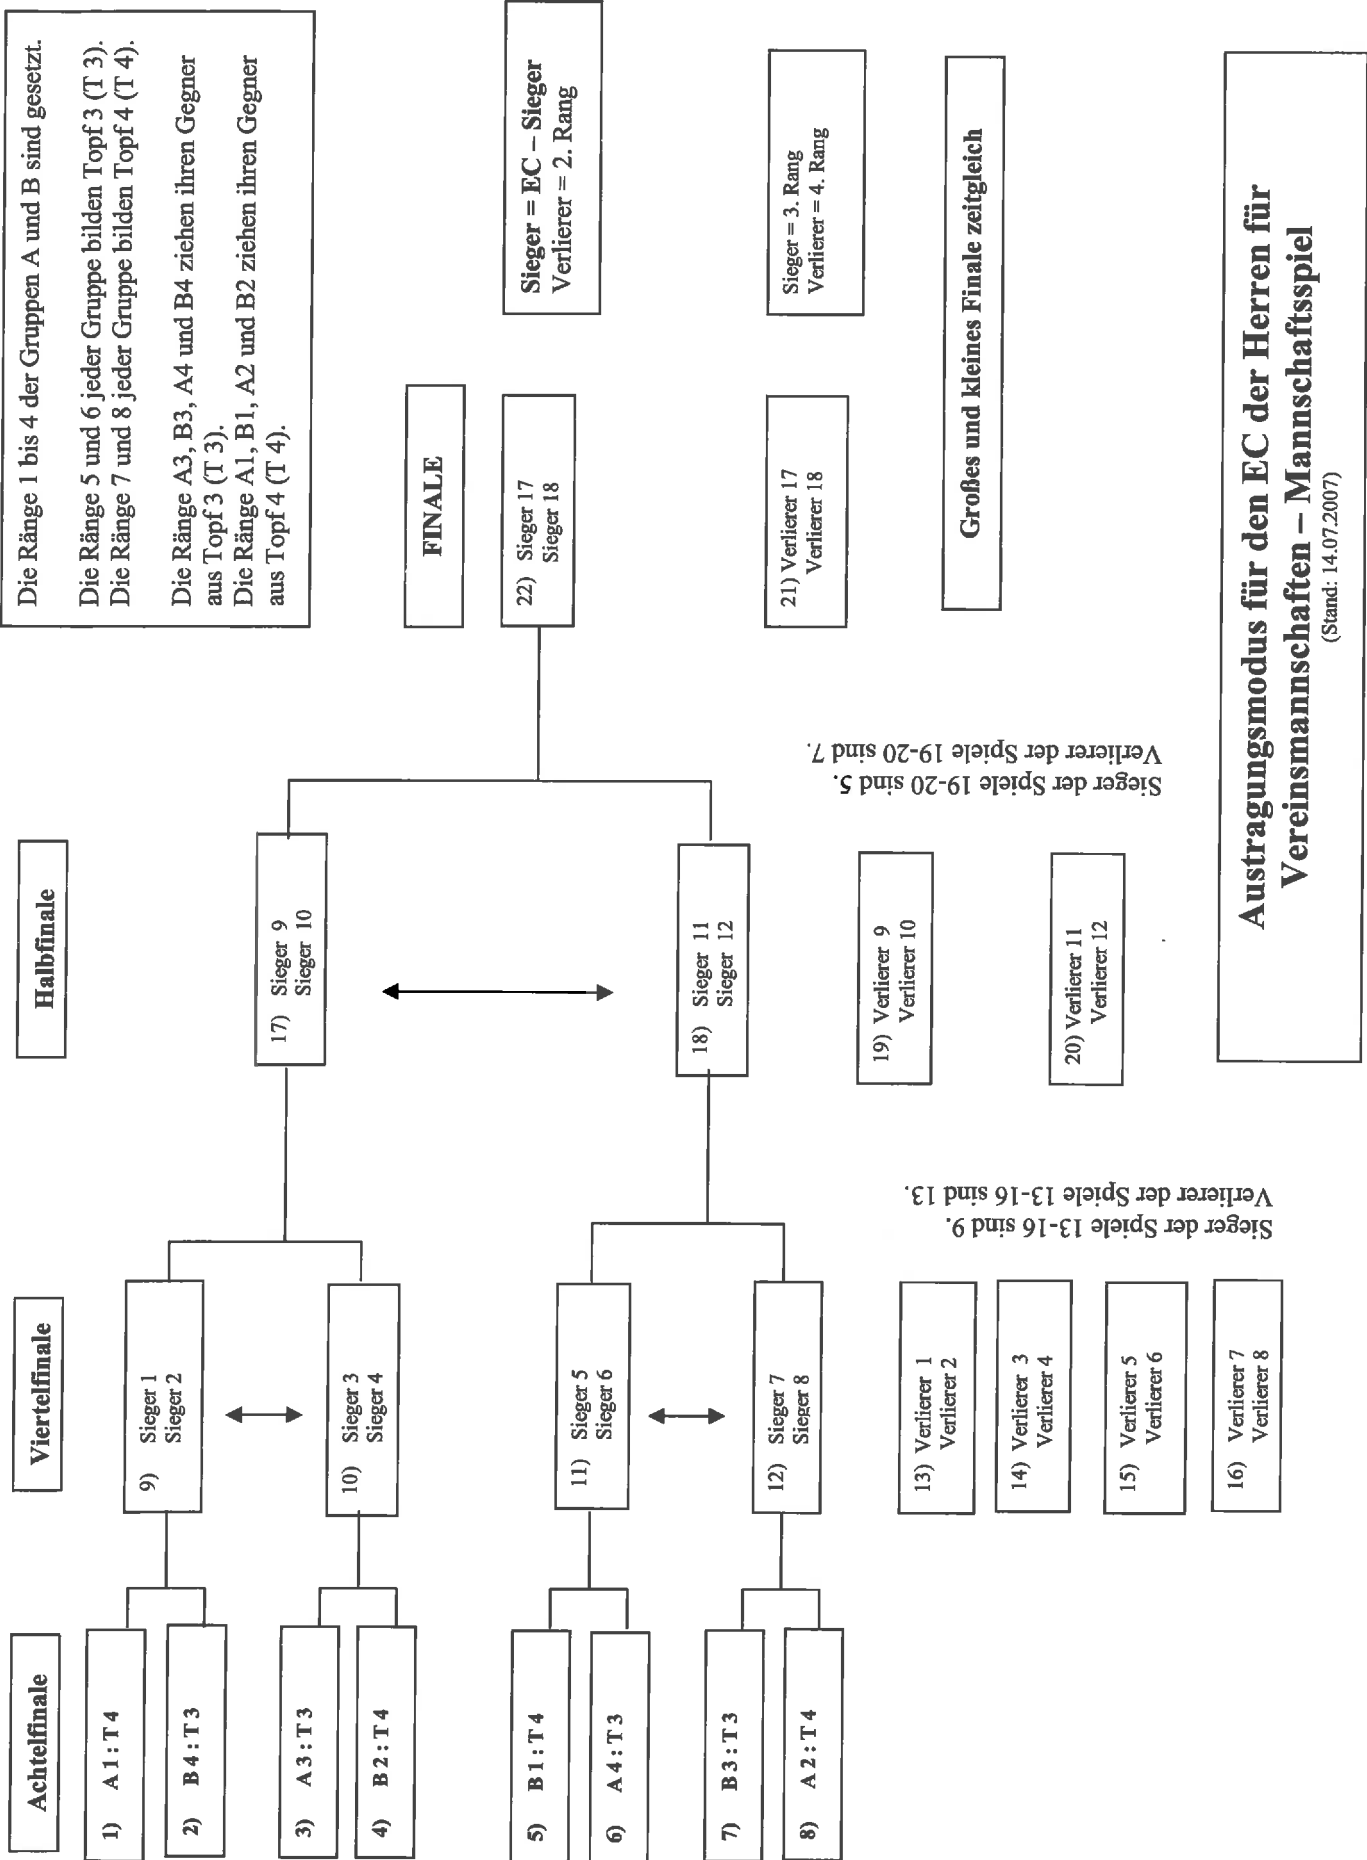 Achtelfinale
1) A 1 : T 4
2) B 4 : T 3
3) A 3 : T 3
4) B 2 : T 4
5) B 1 : T 4
6) A 4 : T 3
7) B 3 : T 3
8) A 2 : T 4
Viertelfinale
9) Sieger 1
Sieger 2
10) Sieger 3
Sieger 4
11) Sieger 5
Sieger 6
12) Sieger 7
Sieger 8
13) Verlierer 1
Verlierer 2
14) Verlierer 3
Verlierer 4
15) Verlierer 5
Verlierer 6
16) Verlierer 7
Verlierer 8
Sieger der Spiele 13-16 sind 9.
Verlierer der Spiele 13-16 sind 13.
Halbfinale
17) Sieger 9
Sieger 10
18) Sieger 11
Sieger 12
19) Verlierer 9
Verlierer 10
20) Verlierer 11
Verlierer 12
Sieger der Spiele 19-20 sind 5.
Verlierer der Spiele 19-20 sind 7.
Die Ränge 1 bis 4 der Gruppen A und B sind gesetzt.
Die Ränge 5 und 6 jeder Gruppe bilden Topf 3 (T 3).
Die Ränge 7 und 8 jeder Gruppe bilden Topf 4 (T 4).
Die Ränge A3, B3, A4 und B4 ziehen ihren Gegner
aus Topf 3 (T 3).
Die Ränge A1, B1, A2 und B2 ziehen ihren Gegner
aus Topf 4 (T 4).
FINALE
22) Sieger 17
Sieger 18
Sieger = EC – Sieger
Verlierer = 2. Rang
21) Verlierer 17
Verlierer 18
Sieger = 3. Rang
Verlierer = 4. Rang
Großes und kleines Finale zeitgleich
Austragungsmodus für den EC der Herren für
Vereinsmannschaften – Mannschaftsspiel
(Stand: 14.07.2007)